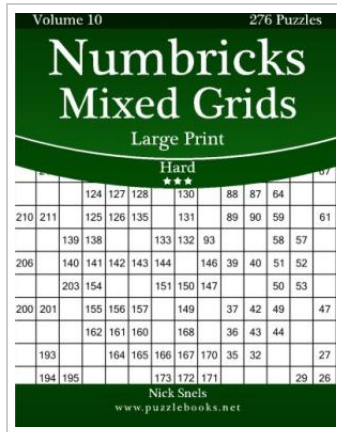 Volume 10 276 Puzzles
Numbricks
Mixed Grids
Large Print
Hard
124 127 128 130 88 87 64
210 211 125 126 135 131 89 90 59 61
139 138 133 132 93 58 57
206 140 141 142 143 144 146 39 40 51 52
203 154 151 150 147 50 53
200 201 155 156 157 149 37 42 49 47
162 161 160 168 36 43 44
193 164 165 166 167 170 35 32 27
194 195 173 172 171 29 26
Nick Snels
www.puzzlebooks.net